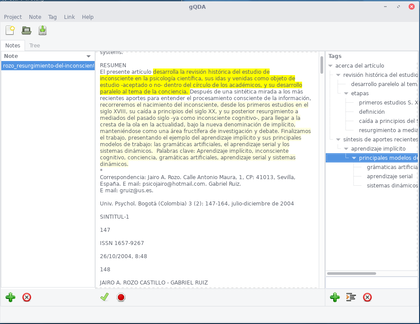 gQDA
Project Note Tag Link Help
Notes Tree
Note
rozo_resurgimiento-del-inconscient
systemic.
RESUMEN
El presente artículo desarrolla la revisión histórica del estudio de
inconsciente en la psicología científica, sus idas y venidas como objeto de
estudio -aceptado o no- dentro del círculo de los académicos, y su desarrollo
paralelo al tema de la conciencia. Después de una sintética mirada a los más
recientes aportes para entender el procesamiento consciente de la información,
recorreremos el nacimiento del inconsciente, desde los primeros estudios en el
siglo XVIII, su caída a principios del siglo XX, y su posterior resurgimiento a
mediados del pasado siglo -ya como inconsciente cognitivo-, para llegar a la
cresta de la ola en la actualidad, bajo la nueva denominación de implícito,
manteniéndose como una área fructífera de investigación y debate. Finalizamos
el trabajo, presentando un esquema de aprendizaje implícito, y sus principales
modelos de trabajo: las gramáticas artificiales, el aprendizaje serial y los
sistemas dinámicos. Palabras clave: Aprendizaje implícito, inconsciente
cognitivo, conciencia, gramáticas artificiales, aprendizaje serial y sistemas
dinámicos.
*
Correspondencia: Jairo A. Rozo. Calle Antonio Maura, 1, CP: 41013, Sevilla,
España. E mail: psicojairo@hotmail.com. Gabriel Ruiz.
E mail: gruiz@us.es.
Univ. Psychol. Bogotá (Colombia) 3 (2): 147-164, julio-diciembre de 2004
SINTITUL-1
147
ISSN 1657-9267
26/10/2004, 8:48
148
JAIRO A. ROZO CASTILLO - GABRIEL RUIZ
Tags
acerca del artículo
revisión histórica del estudio
desarrollo paralelo al tem
etapas
primeros estudios S. X
definición
caída a principios del
resurgimiento a medi
síntesis de aportes recientes
aprendizaje implícito
principales modelos d
gramáticas artificia
aprendizaje serial
sistemas dinámicos